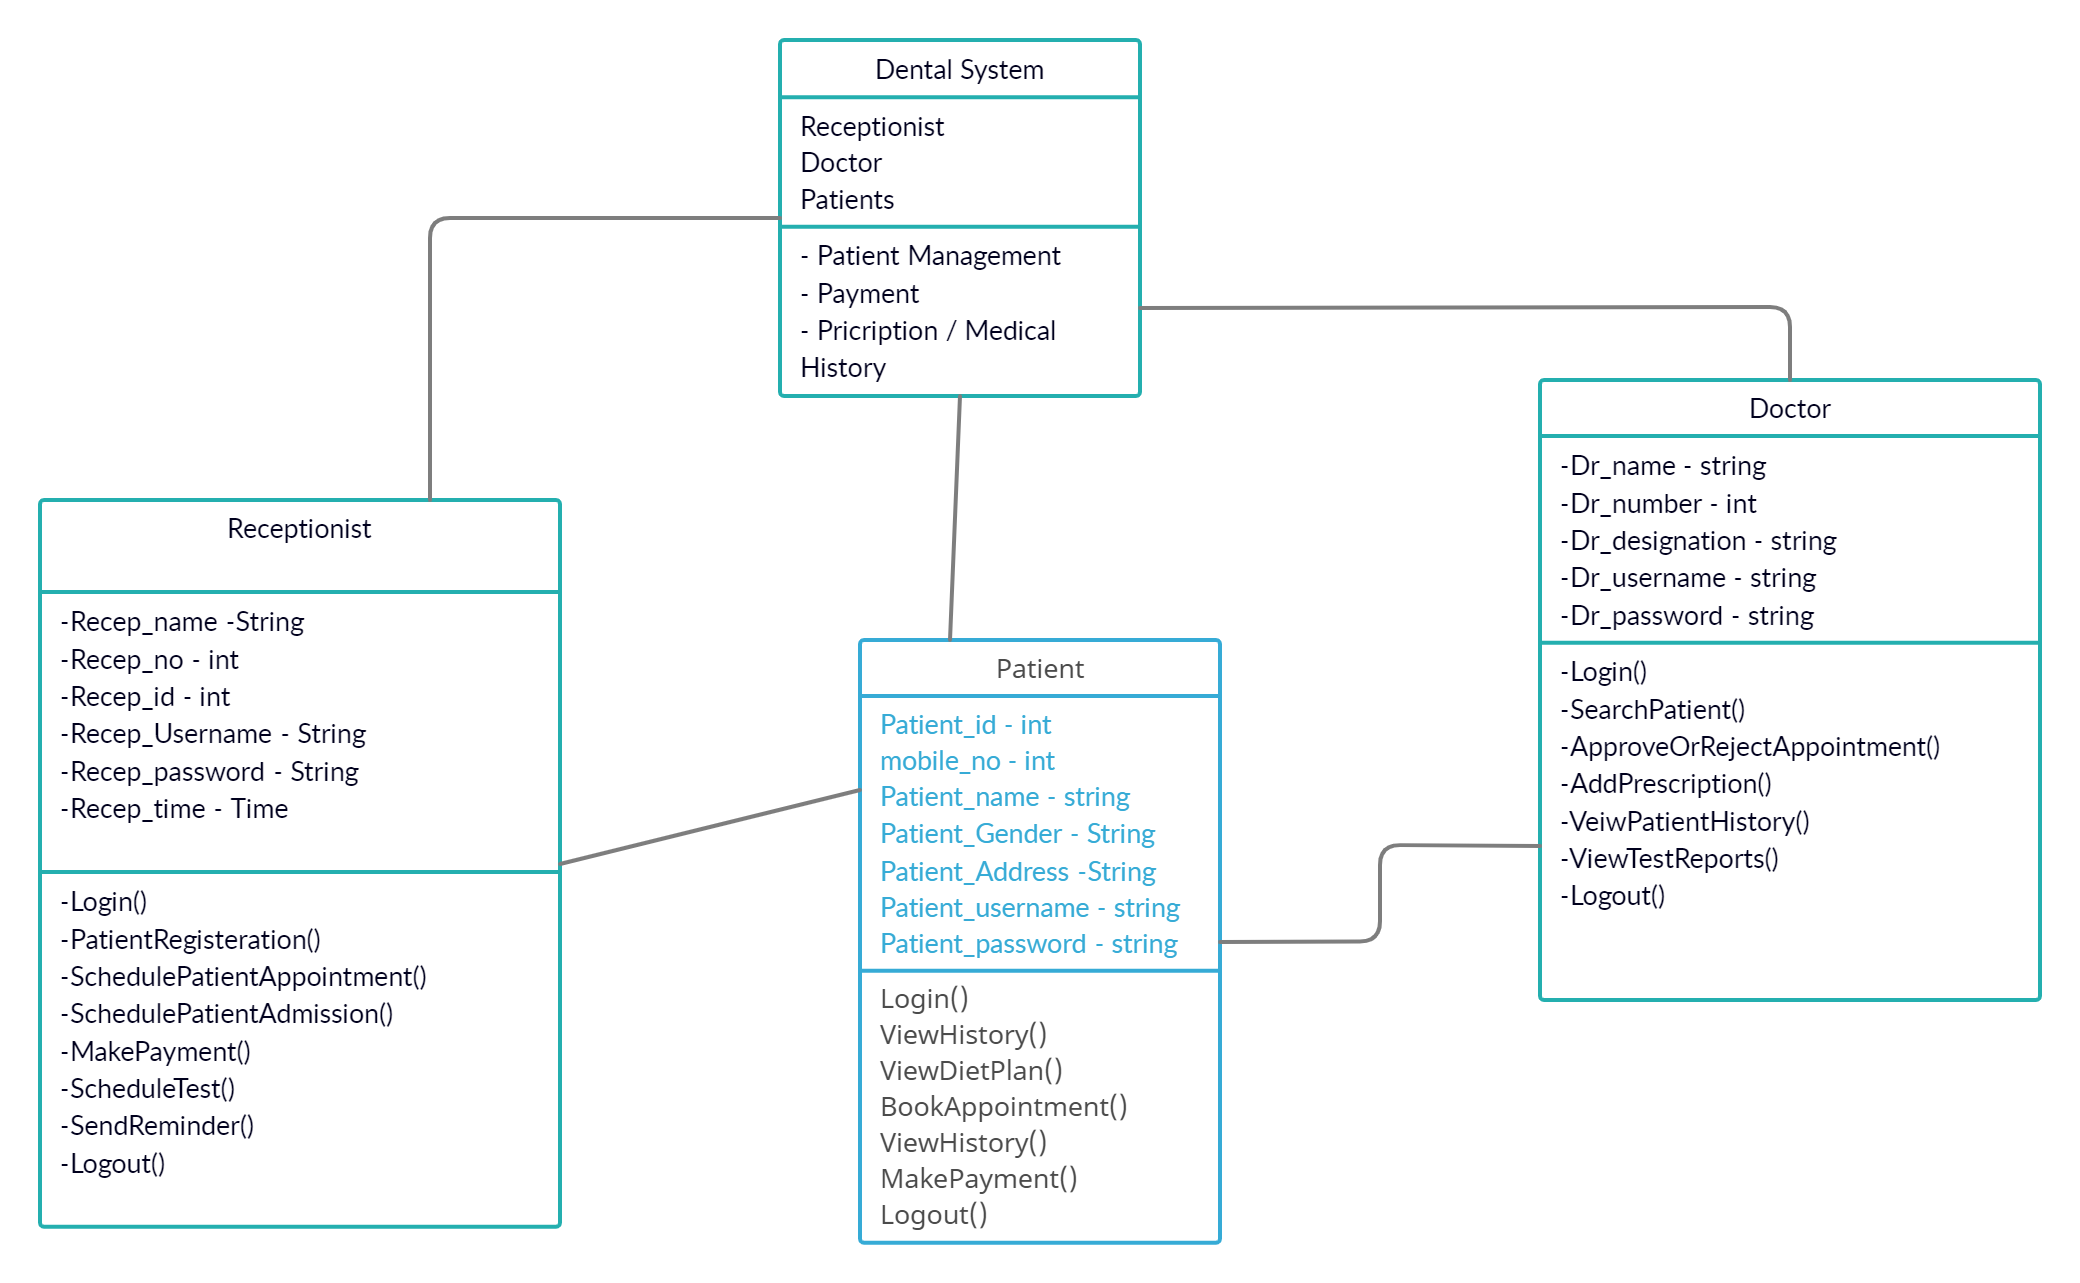 Dental System
Receptionist
Doctor
Patients
- Patient Management
- Payment
- Pricription / Medical
History
Receptionist
-Recep_name -String
-Recep_no - int
-Recep_id - int
-Recep_Username - String
-Recep_password - String
-Recep_time - Time
-Login()
-PatientRegisteration()
-SchedulePatientAppointment()
-SchedulePatientAdmission()
-MakePayment()
-ScheduleTest()
-SendReminder()
-Logout()
Patient
Patient_id - int
mobile_no - int
Patient_name - string
Patient_Gender - String
Patient_Address -String
Patient_username - string
Patient_password - string
Login()
ViewHistory()
ViewDietPlan()
BookAppointment()
ViewHistory()
MakePayment()
Logout()
Doctor
-Dr_name - string
-Dr_number - int
-Dr_designation - string
-Dr_username - string
-Dr_password - string
-Login()
-SearchPatient()
-ApproveOrRejectAppointment()
-AddPrescription()
-VeiwPatientHistory()
-ViewTestReports()
-Logout()